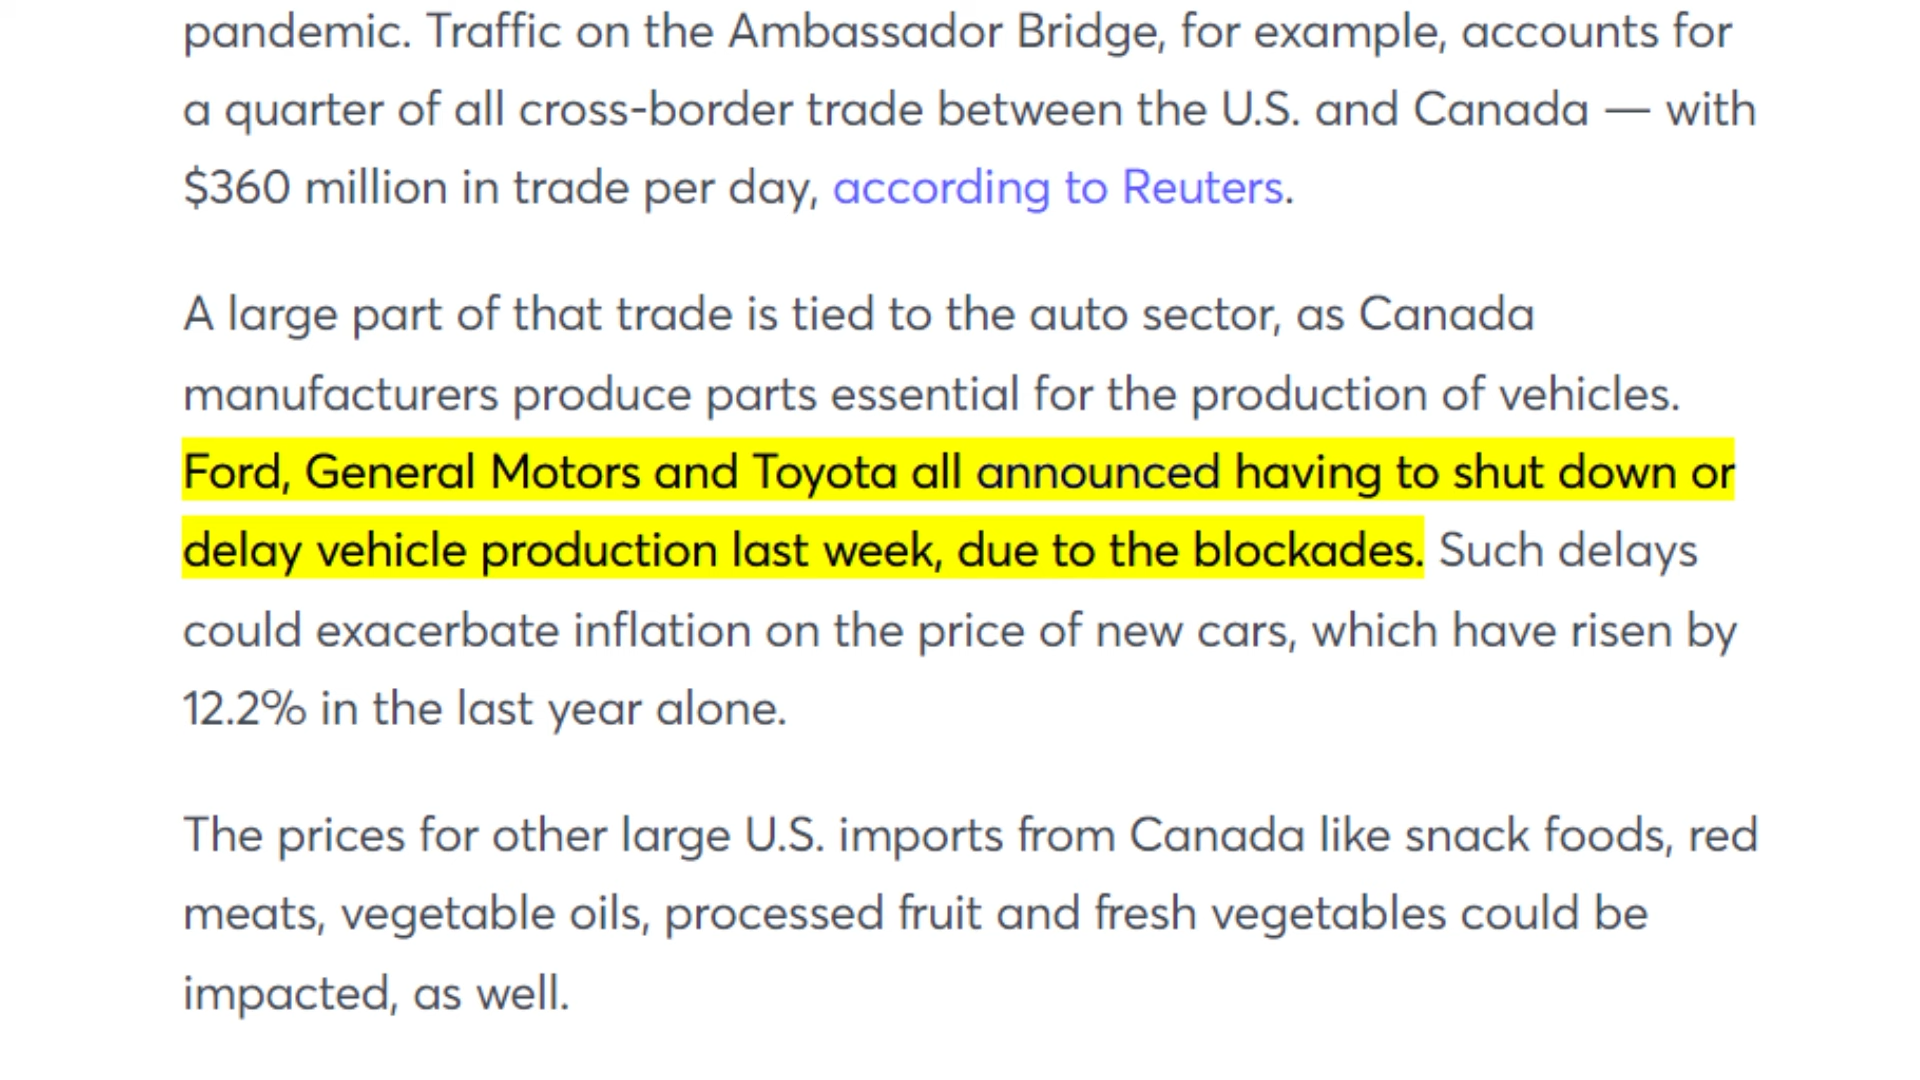 pandemic. Traffic on the Ambassador Bridge, for example, accounts for
a quarter of all cross-border trade between the U.S. and Canada — with
$360 million in trade per day, according to Reuters.
A large part of that trade is tied to the auto sector, as Canada
manufacturers produce parts essential for the production of vehicles.
Ford, General Motors and Toyota all announced having to shut down or
delay vehicle production last week, due to the blockades. Such delays
could exacerbate inflation on the price of new cars, which have risen by
12.2% in the last year alone.
The prices for other large U.S. imports from Canada like snack foods, red
meats, vegetable oils, processed fruit and fresh vegetables could be
impacted, as well.